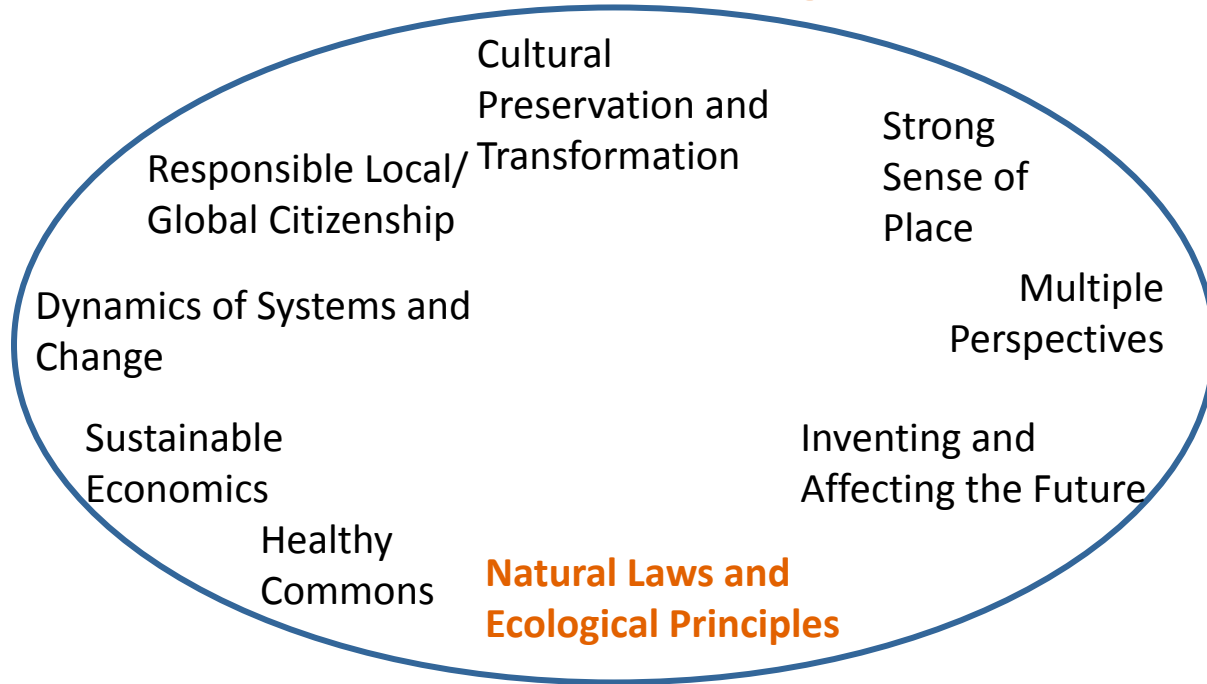 Cultural
Preservation and
Transformation
Strong
Sense of
Place
Responsible Local/
Global Citizenship
Multiple
Perspectives
Dynamics of Systems and
Change
Sustainable
Economics
Inventing and
Affecting the Future
Healthy
Commons
Natural Laws and
Ecological Principles